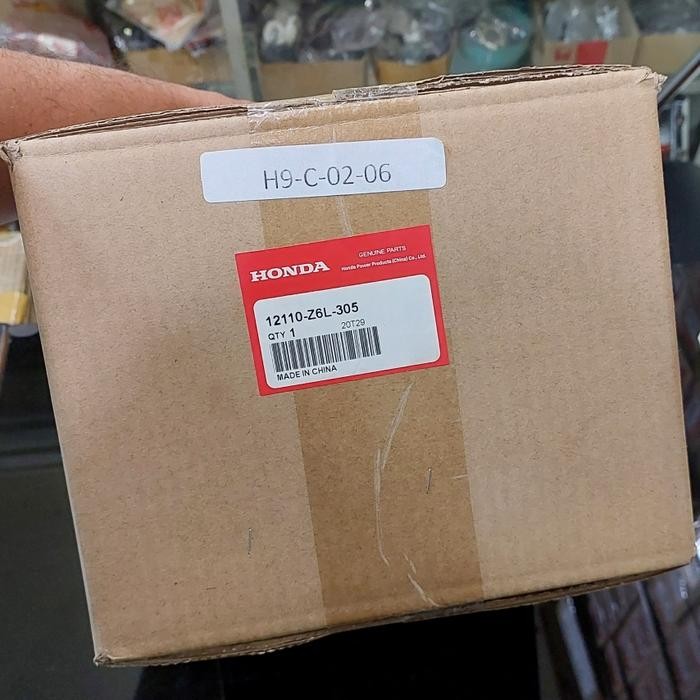 H9-C-02-06
HONDA
GENUINE PARTS
Honda Power Products (China) Co., Ltd.
12110-Z6L-305
QTY 1 20T29
MADE IN CHINA